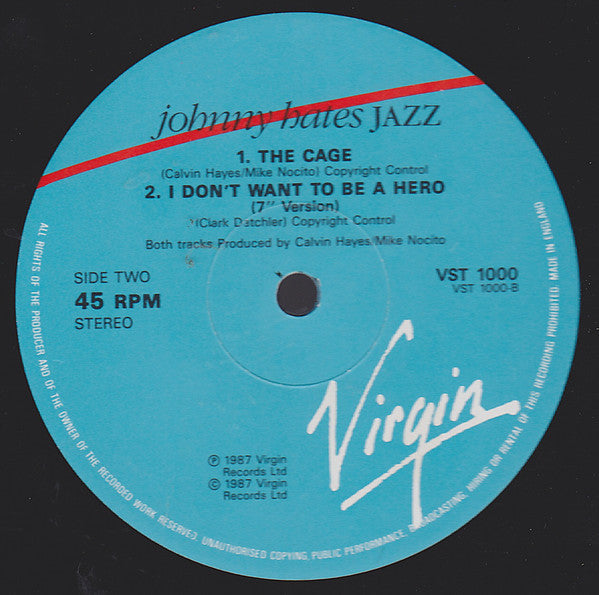 johnny hates JAZZ
1. THE CAGE
(Calvin Hayes/Mike Nocito) Copyright Control
2. I DON'T WANT TO BE A HERO
(7" Version)
(Clark Datchler) Copyright Control
Both tracks Produced by Calvin Hayes/Mike Nocito
SIDE TWO
45 RPM
STEREO
VST 1000
VST 1000-B
Virgin
℗ 1987 Virgin
Records Ltd
© 1987 Virgin
Records Ltd
ALL RIGHTS OF THE PRODUCER AND OF THE OWNER OF THE RECORDED WORK RESERVED. UNAUTHORISED COPYING, PUBLIC PERFORMANCE, BROADCASTING, HIRING OR RENTAL OF THIS RECORDING PROHIBITED. MADE IN ENGLAND